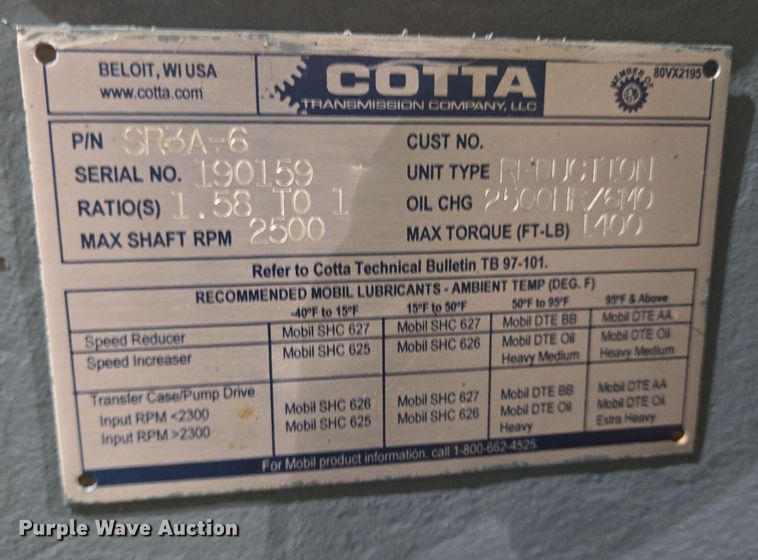 BELOIT, WI USA
www.cotta.com
COTTA
TRANSMISSION COMPANY, LLC
MEMBER OF
80VX2195
P/N SR3A-6
CUST NO.
SERIAL NO. 190159
UNIT TYPE REDUCTION
RATIO(S) 1.58 TO 1
OIL CHG 2500HR/6MO
MAX SHAFT RPM 2500
MAX TORQUE (FT-LB) 1400
Refer to Cotta Technical Bulletin TB 97-101.
RECOMMENDED MOBIL LUBRICANTS - AMBIENT TEMP (DEG. F)
-40°F to 15°F 15°F to 50°F 50°F to 95°F 95°F & Above
Speed Reducer Mobil SHC 627 Mobil SHC 627 Mobil DTE BB Mobil DTE AA
Speed Increaser Mobil SHC 625 Mobil SHC 626 Mobil DTE Oil Mobil DTE Oil
Heavy Medium Heavy Medium
Transfer Case/Pump Drive
Input RPM <2300 Mobil SHC 626 Mobil SHC 627 Mobil DTE BB Mobil DTE AA
Input RPM >2300 Mobil SHC 625 Mobil SHC 626 Mobil DTE Oil Mobil DTE Oil
Heavy Extra Heavy
For Mobil product information, call 1-800-662-4525.
Purple Wave Auction